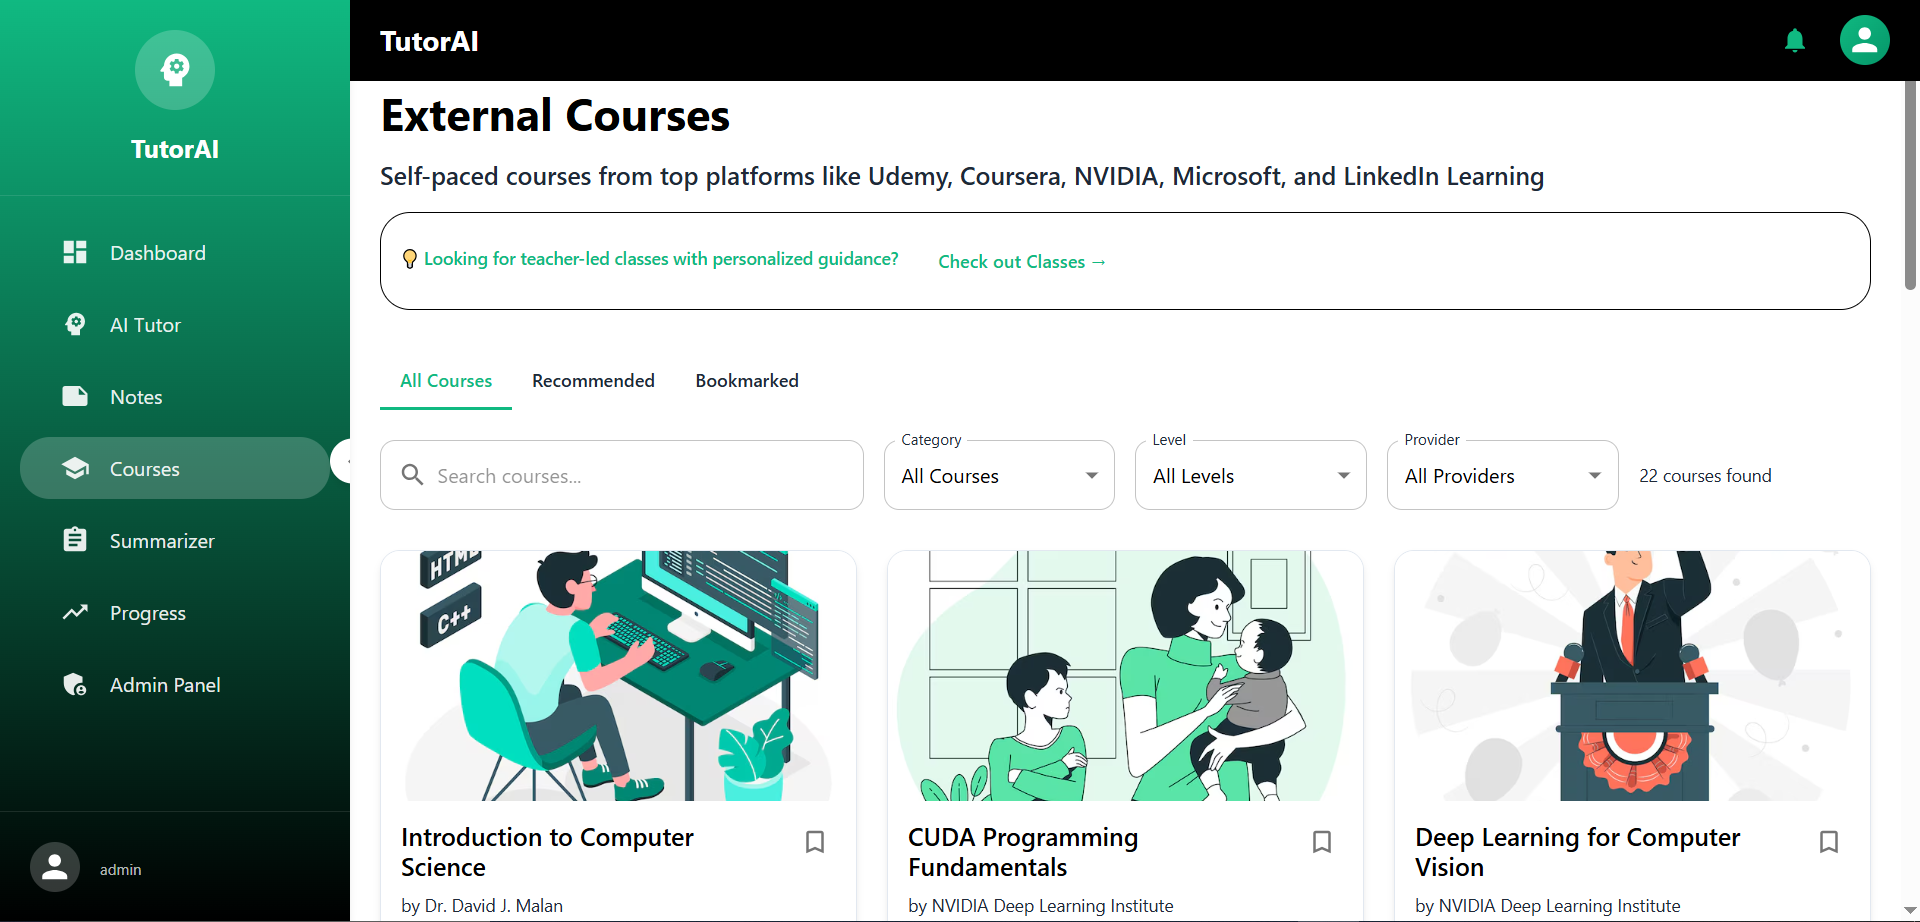 TutorAI
Dashboard
AI Tutor
Notes
Courses
Summarizer
Progress
Admin Panel
admin
TutorAI
External Courses
Self-paced courses from top platforms like Udemy, Coursera, NVIDIA, Microsoft, and LinkedIn Learning
Looking for teacher-led classes with personalized guidance? Check out Classes →
All Courses Recommended Bookmarked
Search courses...
Category
All Courses
Level
All Levels
Provider
All Providers
22 courses found
HTML
C++
Introduction to Computer
Science
by Dr. David J. Malan
CUDA Programming
Fundamentals
by NVIDIA Deep Learning Institute
Deep Learning for Computer
Vision
by NVIDIA Deep Learning Institute